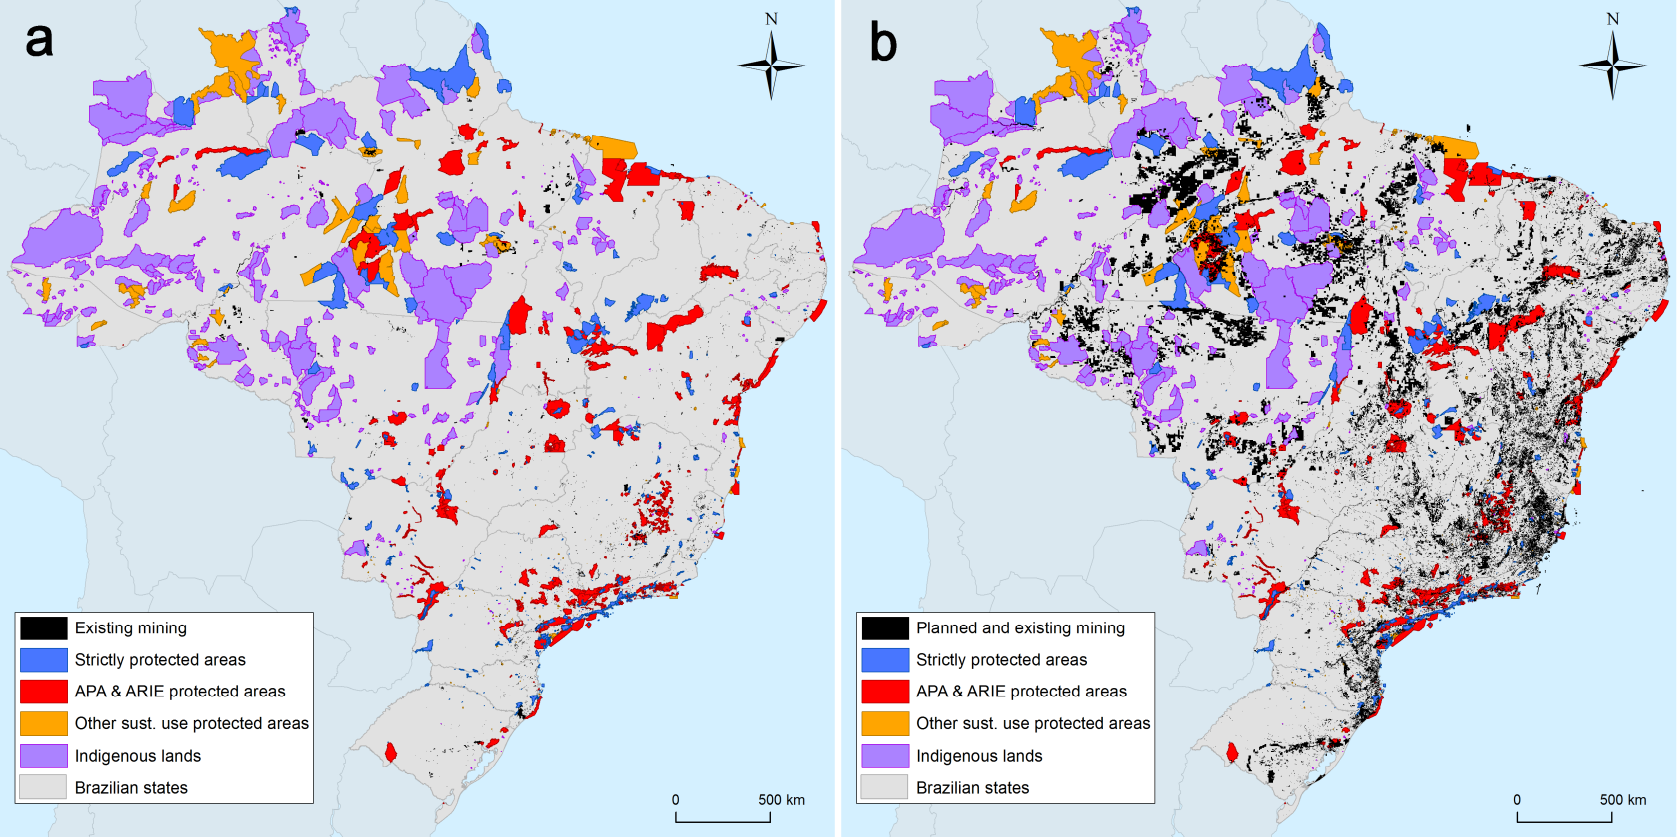 a
N
Existing mining
Strictly protected areas
APA & ARIE protected areas
Other sust. use protected areas
Indigenous lands
Brazilian states
0 500 km
b
N
Planned and existing mining
Strictly protected areas
APA & ARIE protected areas
Other sust. use protected areas
Indigenous lands
Brazilian states
0 500 km